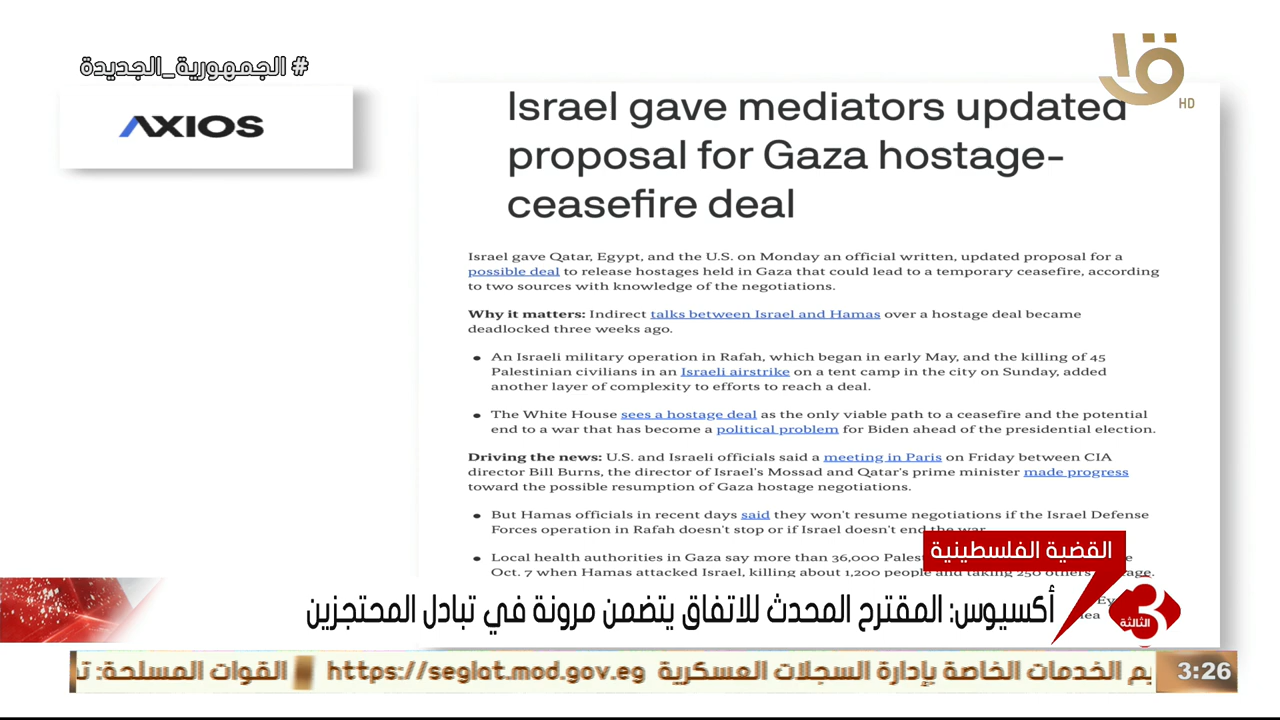 # الجمهورية_الجديدة
AXIOS
HD
Israel gave mediators updated
proposal for Gaza hostage-
ceasefire deal
Israel gave Qatar, Egypt, and the U.S. on Monday an official written, updated proposal for a
possible deal to release hostages held in Gaza that could lead to a temporary ceasefire, according
to two sources with knowledge of the negotiations.
Why it matters: Indirect talks between Israel and Hamas over a hostage deal became
deadlocked three weeks ago.
• An Israeli military operation in Rafah, which began in early May, and the killing of 45
Palestinian civilians in an Israeli airstrike on a tent camp in the city on Sunday, added
another layer of complexity to efforts to reach a deal.
• The White House sees a hostage deal as the only viable path to a ceasefire and the potential
end to a war that has become a political problem for Biden ahead of the presidential election.
Driving the news: U.S. and Israeli officials said a meeting in Paris on Friday between CIA
director Bill Burns, the director of Israel's Mossad and Qatar's prime minister made progress
toward the possible resumption of Gaza hostage negotiations.
• But Hamas officials in recent days said they won't resume negotiations if the Israel Defense
Forces operation in Rafah doesn't stop or if Israel doesn't end the war.
• Local health authorities in Gaza say more than 36,000
Oct. 7 when Hamas attacked Israel, killing about 1,200 people and taking 250 others
القضية الفلسطينية
أكسيوس: المقترح المحدث للاتفاق يتضمن مرونة في تبادل المحتجزين
3 الثالثة
يم الخدمات الخاصة بإدارة السجلات العسكرية https://seglat.mod.gov.eg القوات المسلحة: ت
3:26